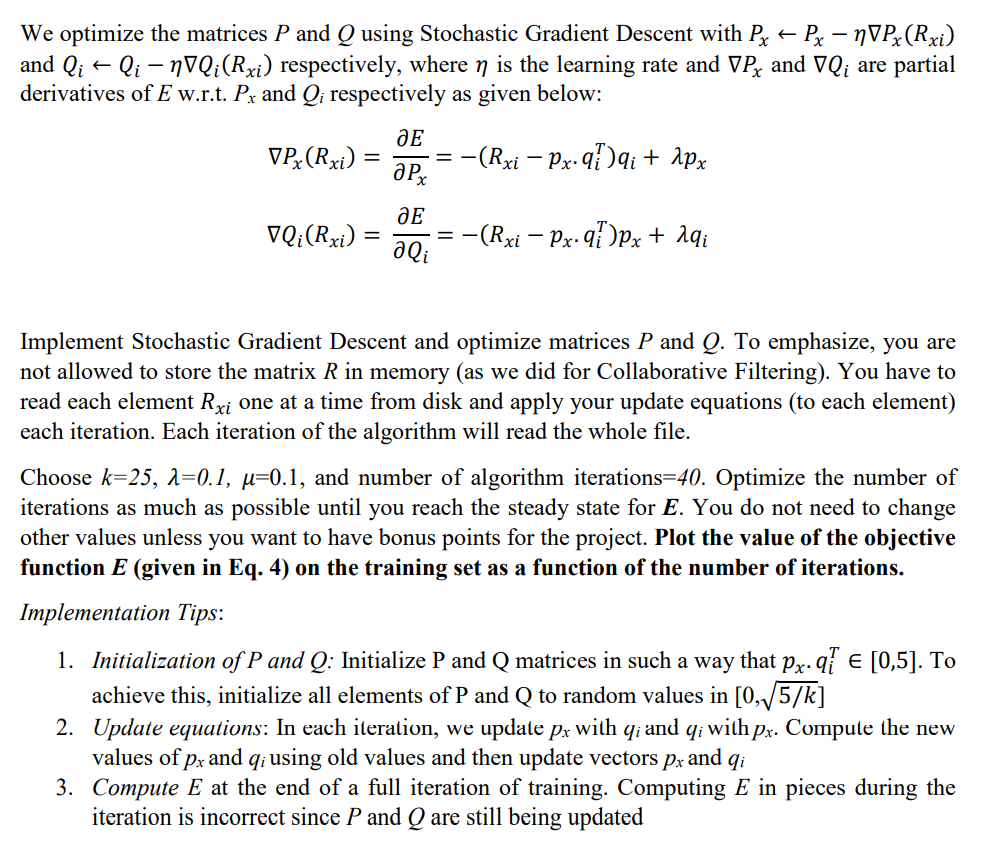 We optimize the matrices P and Q using Stochastic Gradient Descent with Pₓ ← Pₓ − η∇Pₓ(Rₓᵢ)
and Qᵢ ← Qᵢ − η∇Qᵢ(Rₓᵢ) respectively, where η is the learning rate and ∇Pₓ and ∇Qᵢ are partial
derivatives of E w.r.t. Pₓ and Qᵢ respectively as given below:
∇Pₓ(Rₓᵢ) = ∂E/∂Pₓ = −(Rₓᵢ − pₓ. qᵢᵀ)qᵢ + λpₓ
∇Qᵢ(Rₓᵢ) = ∂E/∂Qᵢ = −(Rₓᵢ − pₓ. qᵢᵀ)pₓ + λqᵢ
Implement Stochastic Gradient Descent and optimize matrices P and Q. To emphasize, you are
not allowed to store the matrix R in memory (as we did for Collaborative Filtering). You have to
read each element Rₓᵢ one at a time from disk and apply your update equations (to each element)
each iteration. Each iteration of the algorithm will read the whole file.
Choose k=25, λ=0.1, μ=0.1, and number of algorithm iterations=40. Optimize the number of
iterations as much as possible until you reach the steady state for E. You do not need to change
other values unless you want to have bonus points for the project. Plot the value of the objective
function E (given in Eq. 4) on the training set as a function of the number of iterations.
Implementation Tips:
1. Initialization of P and Q: Initialize P and Q matrices in such a way that pₓ. qᵢᵀ ∈ [0,5]. To
achieve this, initialize all elements of P and Q to random values in [0,√5/k]
2. Update equations: In each iteration, we update pₓ with qᵢ and qᵢ with pₓ. Compute the new
values of pₓ and qᵢ using old values and then update vectors pₓ and qᵢ
3. Compute E at the end of a full iteration of training. Computing E in pieces during the
iteration is incorrect since P and Q are still being updated